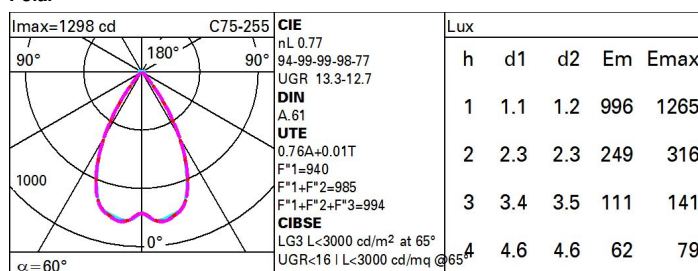 Imax=1298 cd C75-255
90° 180° 90°
1000
0°
α=60°
CIE
nL 0.77
94-99-99-98-77
UGR 13.3-12.7
DIN
A.61
UTE
0.76A+0.01T
F"1=940
F"1+F"2=985
F"1+F"2+F"3=994
CIBSE
LG3 L<3000 cd/m² at 65°
UGR<16 | L<3000 cd/mq @65°
Lux
h d1 d2 Em Emax
1 1.1 1.2 996 1265
2 2.3 2.3 249 316
3 3.4 3.5 111 141
4 4.6 4.6 62 79